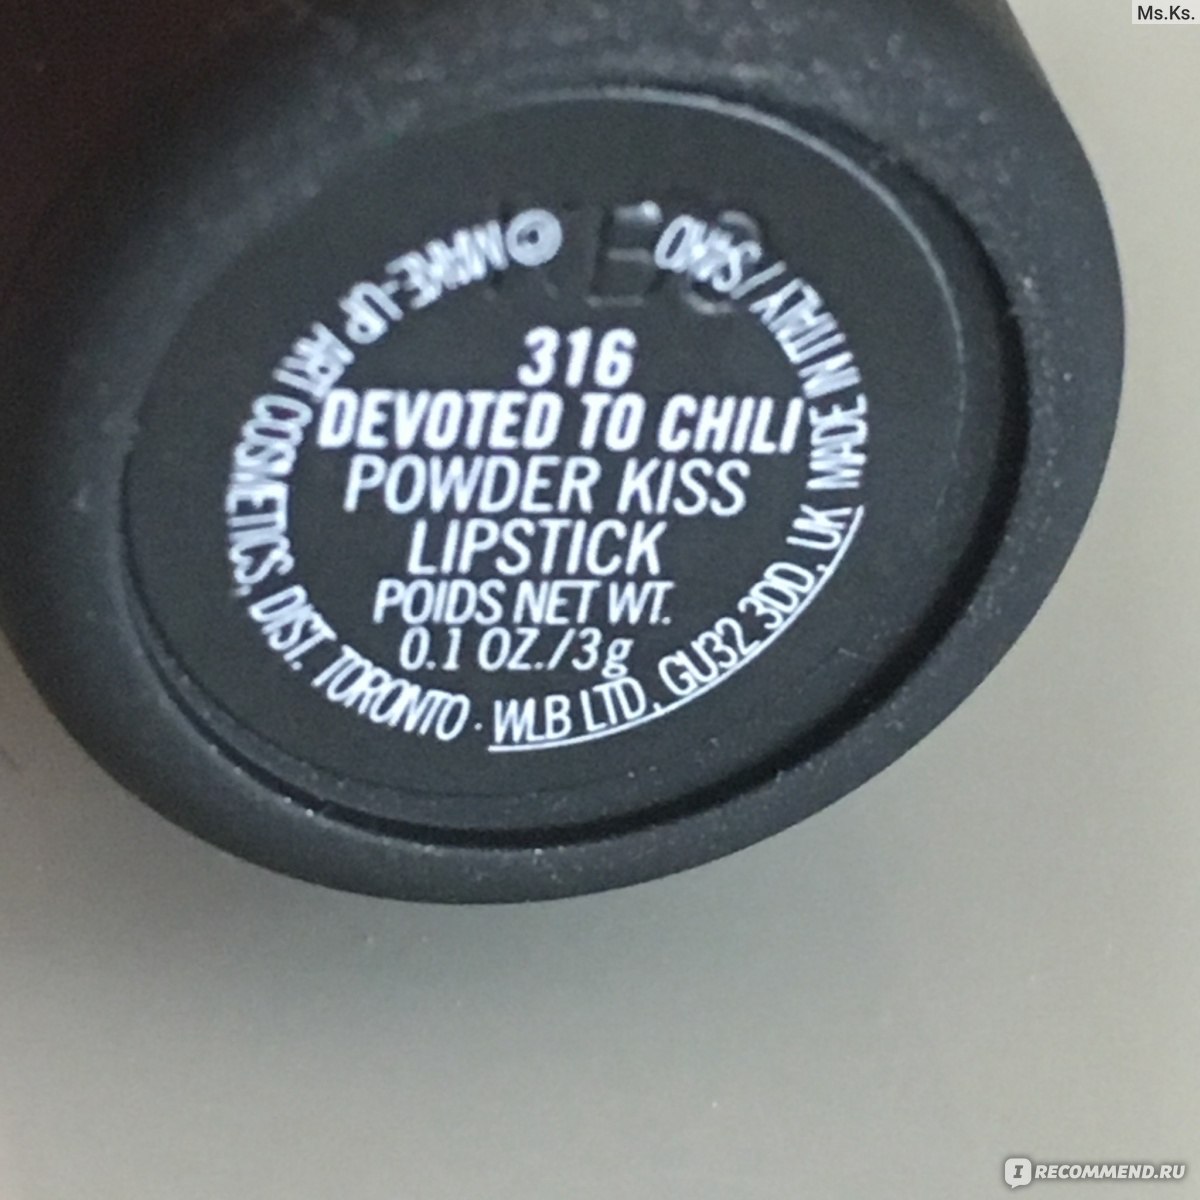 Ms.Ks.
316
DEVOTED TO CHILI
POWDER KISS
LIPSTICK
POIDS NET WT.
0.1 OZ./3g
MAKE-UP ART COSMETICS, DIST. TORONTO · WLB LTD, GU32 3DD, UK MADE IN ITALY /
IRECOMMEND.RU